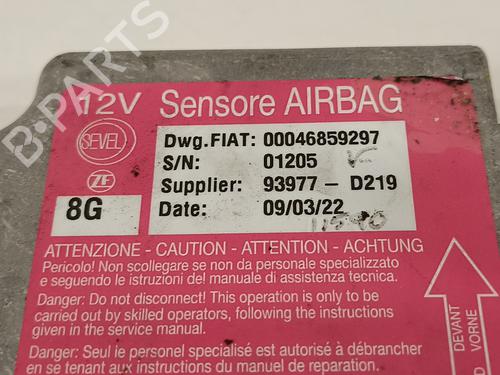 B-PARTS
12V Sensore AIRBAG
SEVEL
ZF
8G
Dwg.FIAT: 00046859297
S/N: 01205
Supplier: 93977 - D219
Date: 09/03/22
ATTENZIONE - CAUTION - ATTENTION - ACHTUNG
Pericolo! Non scollegare se non da personale specializzato
e seguendo le istruzioni del manuale di assistenza tecnica.
Danger: Do not disconnect! This operation is only to be
carried out by skilled operators, following the instructions
given in the service manual.
Danger: Seul le personnel spécialisé est autorisé à débrancher
en se tenant aux instructions du manuel de réparation.
DEVANT
VORNE